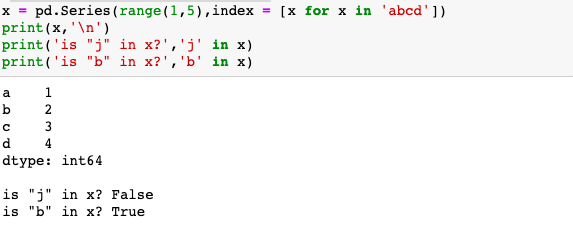 x = pd.Series(range(1,5),index = [x for x in 'abcd'])
print(x,'\n')
print('is "j" in x?','j' in x)
print('is "b" in x?','b' in x)
a    1
b    2
c    3
d    4
dtype: int64
is "j" in x? False
is "b" in x? True